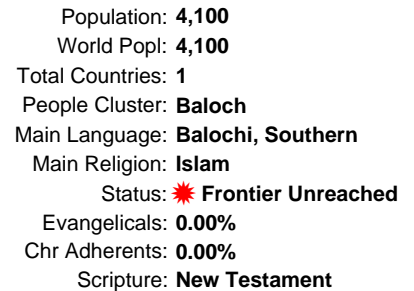 Population: 4,100
World Popl: 4,100
Total Countries: 1
People Cluster: Baloch
Main Language: Balochi, Southern
Main Religion: Islam
Status: Frontier Unreached
Evangelicals: 0.00%
Chr Adherents: 0.00%
Scripture: New Testament